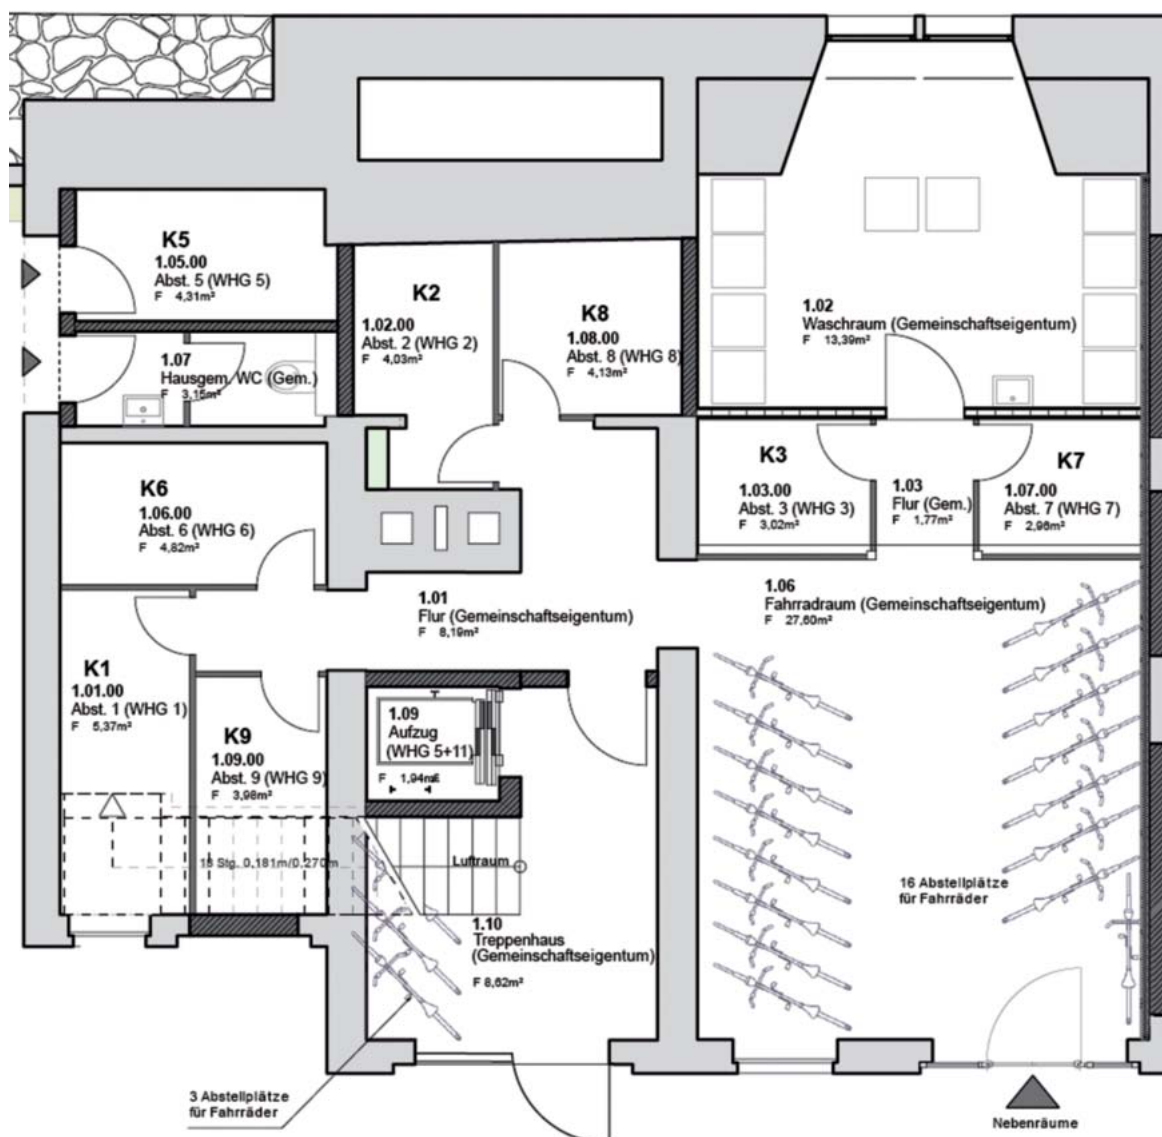 K5
1.05.00
Abst. 5 (WHG 5)
F 4,31m²
K2
1.02.00
Abst. 2 (WHG 2)
F 4,03m²
K8
1.08.00
Abst. 8 (WHG 8)
F 4,13m²
1.02
Waschraum (Gemeinschaftseigentum)
F 13,39m²
1.07
Hausgem. WC (Gem.)
F 3,15m²
K6
1.06.00
Abst. 6 (WHG 6)
F 4,82m²
K3
1.03.00
Abst. 3 (WHG 3)
F 3,02m²
1.03
Flur (Gem.)
F 1,77m²
K7
1.07.00
Abst. 7 (WHG 7)
F 2,96m²
1.01
Flur (Gemeinschaftseigentum)
F 8,19m²
1.06
Fahrradraum (Gemeinschaftseigentum)
F 27,60m²
K1
1.01.00
Abst. 1 (WHG 1)
F 5,37m²
K9
1.09.00
Abst. 9 (WHG 9)
F 3,98m²
1.09
Aufzug
(WHG 5+11)
F 1,94m²
18 Stg. 0,181m/0,270m
Luftraum
16 Abstellplätze
für Fahrräder
1.10
Treppenhaus
(Gemeinschaftseigentum)
F 8,62m²
3 Abstellplätze
für Fahrräder
Nebenräume